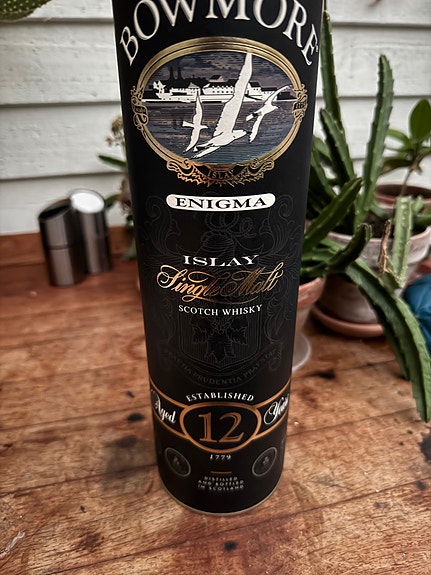 BOWMORE
ISLAY
ENIGMA
ISLAY
Single Malt
SCOTCH WHISKY
ESTABLISHED
Aged 12 Years
1779
DISTILLED
AND BOTTLED
IN SCOTLAND